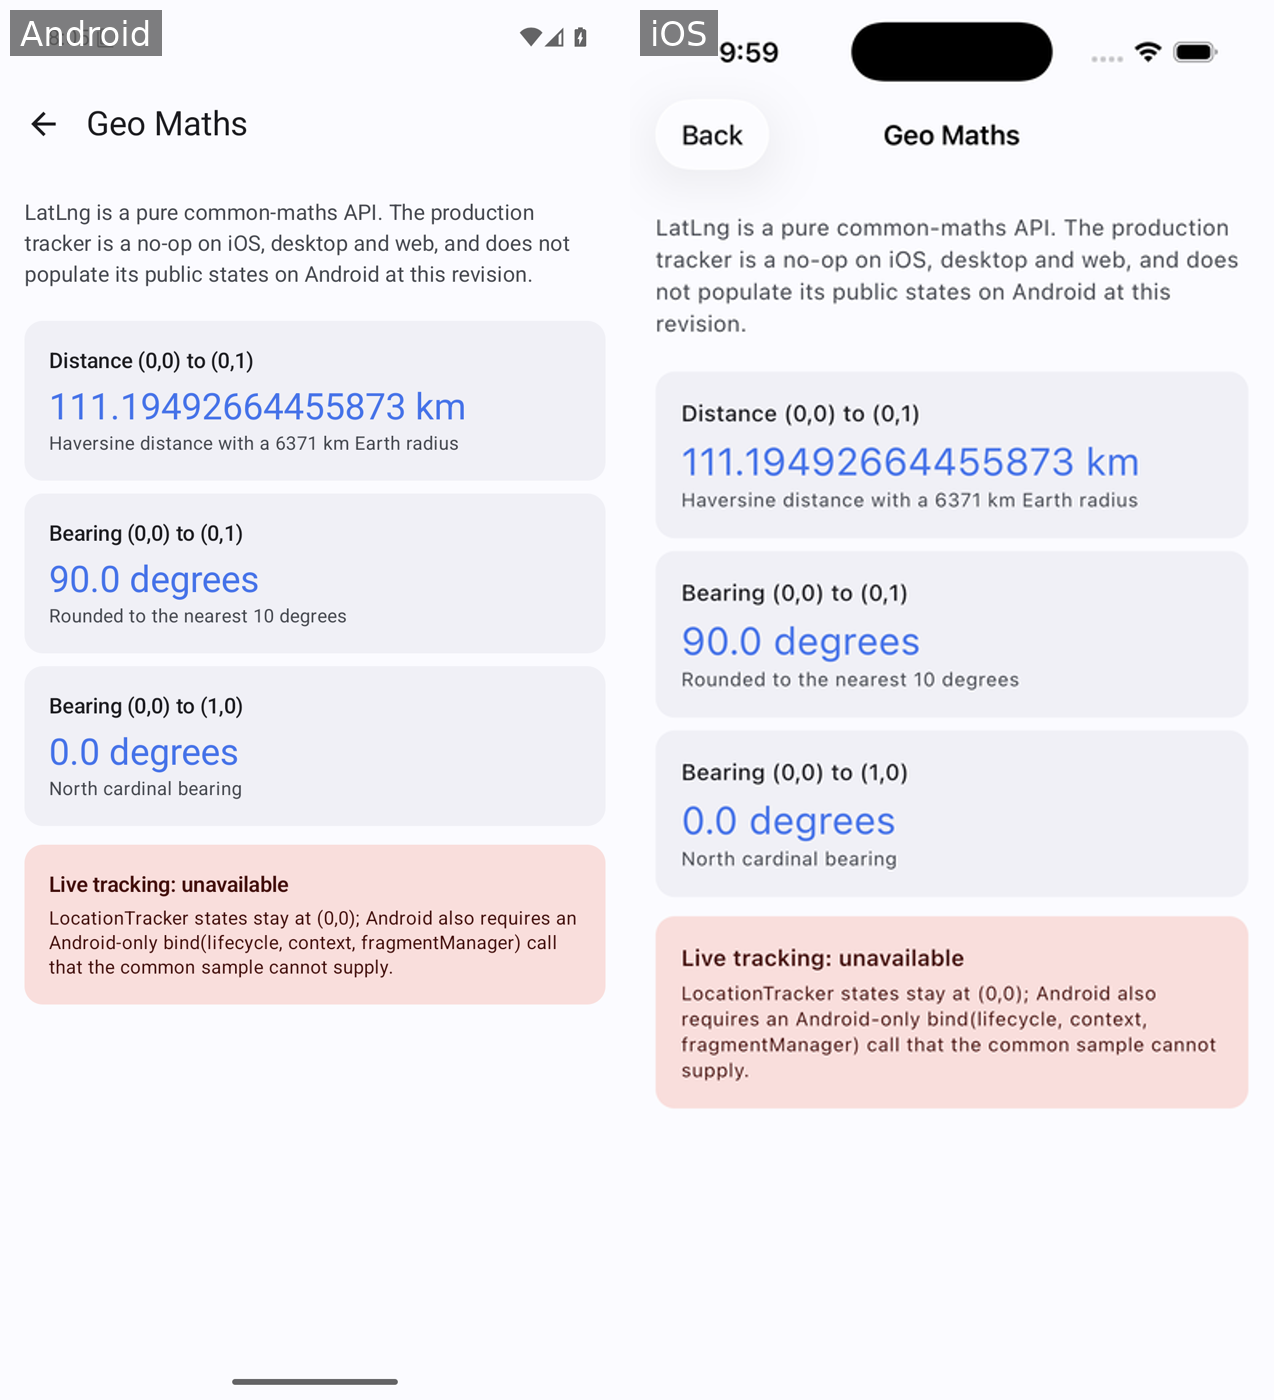 Android
Geo Maths
LatLng is a pure common-maths API. The production
tracker is a no-op on iOS, desktop and web, and does not
populate its public states on Android at this revision.
Distance (0,0) to (0,1)
111.19492664455873 km
Haversine distance with a 6371 km Earth radius
Bearing (0,0) to (0,1)
90.0 degrees
Rounded to the nearest 10 degrees
Bearing (0,0) to (1,0)
0.0 degrees
North cardinal bearing
Live tracking: unavailable
LocationTracker states stay at (0,0); Android also requires an
Android-only bind(lifecycle, context, fragmentManager) call
that the common sample cannot supply.
iOS
9:59
Back
Geo Maths
LatLng is a pure common-maths API. The production
tracker is a no-op on iOS, desktop and web, and does
not populate its public states on Android at this
revision.
Distance (0,0) to (0,1)
111.19492664455873 km
Haversine distance with a 6371 km Earth radius
Bearing (0,0) to (0,1)
90.0 degrees
Rounded to the nearest 10 degrees
Bearing (0,0) to (1,0)
0.0 degrees
North cardinal bearing
Live tracking: unavailable
LocationTracker states stay at (0,0); Android also
requires an Android-only bind(lifecycle, context,
fragmentManager) call that the common sample cannot
supply.